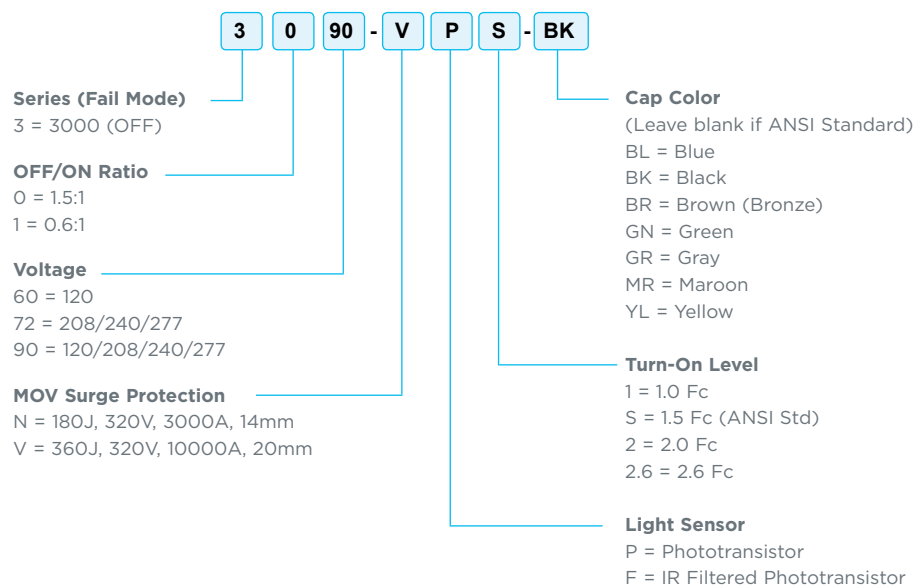 3 0 90 - V P S - BK
Series (Fail Mode)
3 = 3000 (OFF)
OFF/ON Ratio
0 = 1.5:1
1 = 0.6:1
Voltage
60 = 120
72 = 208/240/277
90 = 120/208/240/277
MOV Surge Protection
N = 180J, 320V, 3000A, 14mm
V = 360J, 320V, 10000A, 20mm
Cap Color
(Leave blank if ANSI Standard)
BL = Blue
BK = Black
BR = Brown (Bronze)
GN = Green
GR = Gray
MR = Maroon
YL = Yellow
Turn-On Level
1 = 1.0 Fc
S = 1.5 Fc (ANSI Std)
2 = 2.0 Fc
2.6 = 2.6 Fc
Light Sensor
P = Phototransistor
F = IR Filtered Phototransistor